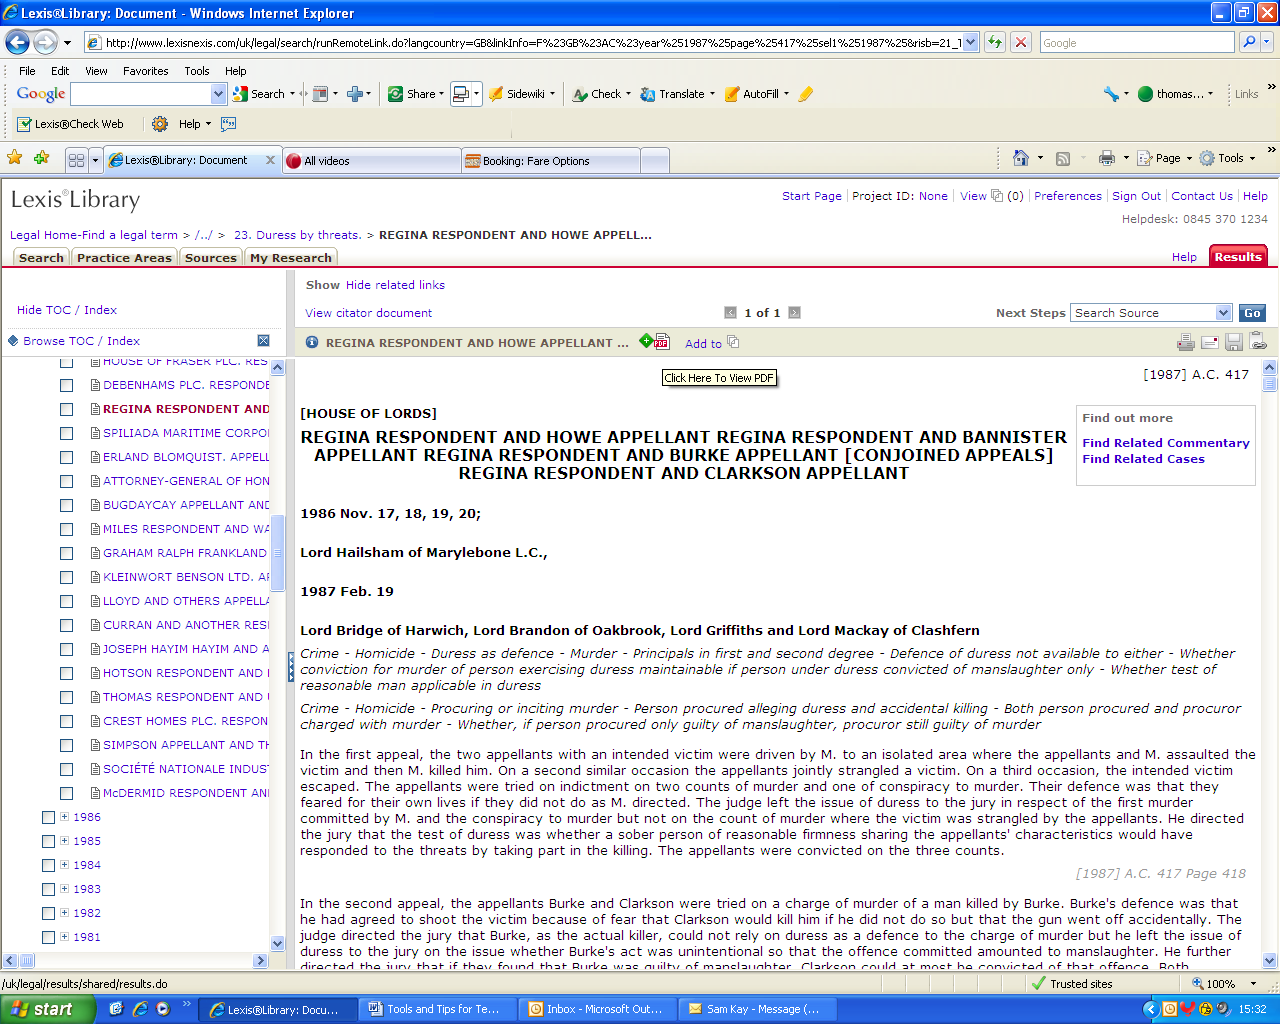 Lexis®Library: Document - Windows Internet Explorer
http://www.lexisnexis.com/uk/legal/search/runRemoteLink.do?langcountry=GB&linkInfo=F%23GB%23AC%23year%251987%25page%25417%25sel1%251987%25&risb=21_T
Google
File Edit View Favorites Tools Help
Google Search Share Sidewiki Check Translate AutoFill thomas... Links »
Lexis®Check Web Help
Lexis®Library: Document All videos Booking: Fare Options Page Tools »
Lexis®Library
Start Page Project ID: None View (0) Preferences Sign Out Contact Us Help
Helpdesk: 0845 370 1234
Legal Home-Find a legal term > /../ > 23. Duress by threats. > REGINA RESPONDENT AND HOWE APPELL...
Search Practice Areas Sources My Research Help Results
Show Hide related links
Hide TOC / Index
View citator document 1 of 1 Next Steps Search Source Go
Browse TOC / Index
REGINA RESPONDENT AND HOWE APPELLANT ... PDF Add to
Click Here To View PDF
HOUSE OF FRASER PLC. RES
DEBENHAMS PLC. RESPONDE
REGINA RESPONDENT AND
SPILIADA MARITIME CORPO
ERLAND BLOMQUIST. APPELL
ATTORNEY-GENERAL OF HON
BUGDAYCAY APPELLANT AND
MILES RESPONDENT AND WA
GRAHAM RALPH FRANKLAND
KLEINWORT BENSON LTD. AP
LLOYD AND OTHERS APPELLA
CURRAN AND ANOTHER RES
JOSEPH HAYIM HAYIM AND A
HOTSON RESPONDENT AND
THOMAS RESPONDENT AND
CREST HOMES PLC. RESPON
SIMPSON APPELLANT AND TH
SOCIÉTÉ NATIONALE INDUST
McDERMID RESPONDENT AN
1986
1985
1984
1983
1982
1981
[1987] A.C. 417
[HOUSE OF LORDS]
REGINA RESPONDENT AND HOWE APPELLANT REGINA RESPONDENT AND BANNISTER
APPELLANT REGINA RESPONDENT AND BURKE APPELLANT [CONJOINED APPEALS]
REGINA RESPONDENT AND CLARKSON APPELLANT
Find out more
Find Related Commentary
Find Related Cases
1986 Nov. 17, 18, 19, 20;
Lord Hailsham of Marylebone L.C.,
1987 Feb. 19
Lord Bridge of Harwich, Lord Brandon of Oakbrook, Lord Griffiths and Lord Mackay of Clashfern
Crime - Homicide - Duress as defence - Murder - Principals in first and second degree - Defence of duress not available to either - Whether
conviction for murder of person exercising duress maintainable if person under duress convicted of manslaughter only - Whether test of
reasonable man applicable in duress
Crime - Homicide - Procuring or inciting murder - Person procured alleging duress and accidental killing - Both person procured and procuror
charged with murder - Whether, if person procured only guilty of manslaughter, procuror still guilty of murder
In the first appeal, the two appellants with an intended victim were driven by M. to an isolated area where the appellants and M. assaulted the
victim and then M. killed him. On a second similar occasion the appellants jointly strangled a victim. On a third occasion, the intended victim
escaped. The appellants were tried on indictment on two counts of murder and one of conspiracy to murder. Their defence was that they
feared for their own lives if they did not do as M. directed. The judge left the issue of duress to the jury in respect of the first murder
committed by M. and the conspiracy to murder but not on the count of murder where the victim was strangled by the appellants. He directed
the jury that the test of duress was whether a sober person of reasonable firmness sharing the appellants' characteristics would have
responded to the threats by taking part in the killing. The appellants were convicted on the three counts.
[1987] A.C. 417 Page 418
In the second appeal, the appellants Burke and Clarkson were tried on a charge of murder of a man killed by Burke. Burke's defence was that
he had agreed to shoot the victim because of fear that Clarkson would kill him if he did not do so but that the gun went off accidentally. The
judge directed the jury that Burke, as the actual killer, could not rely on duress as a defence to the charge of murder but he left the issue of
duress to the jury on the issue whether Burke's act was unintentional so that the offence committed amounted to manslaughter. He further
directed the jury that if they found that Burke was guilty of manslaughter, Clarkson could at most be convicted of that offence. Both
/uk/legal/results/shared/results.do Trusted sites 100%
start » Lexis®Library: Docu... Tools and Tips for Te... Inbox - Microsoft Out... Sam Kay - Message (... 15:32